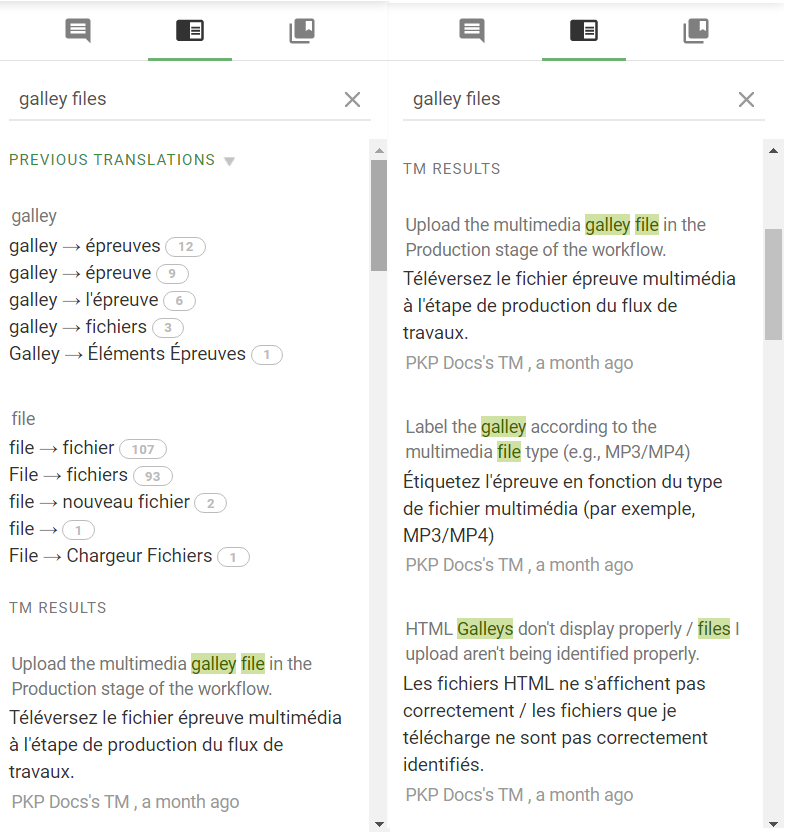 galley files
PREVIOUS TRANSLATIONS
galley
galley → épreuves 12
galley → épreuve 9
galley → l'épreuve 6
galley → fichiers 3
Galley → Éléments Épreuves 1
file
file → fichier 107
File → fichiers 93
file → nouveau fichier 2
file → 1
File → Chargeur Fichiers 1
TM RESULTS
Upload the multimedia galley file in the
Production stage of the workflow.
Téléversez le fichier épreuve multimédia
à l'étape de production du flux de
travaux.
PKP Docs's TM , a month ago
galley files
TM RESULTS
Upload the multimedia galley file in the
Production stage of the workflow.
Téléversez le fichier épreuve multimédia
à l'étape de production du flux de
travaux.
PKP Docs's TM , a month ago
Label the galley according to the
multimedia file type (e.g., MP3/MP4)
Étiquetez l'épreuve en fonction du type
de fichier multimédia (par exemple,
MP3/MP4)
PKP Docs's TM , a month ago
HTML Galleys don't display properly / files I
upload aren't being identified properly.
Les fichiers HTML ne s'affichent pas
correctement / les fichiers que je
télécharge ne sont pas correctement
identifiés.
PKP Docs's TM , a month ago